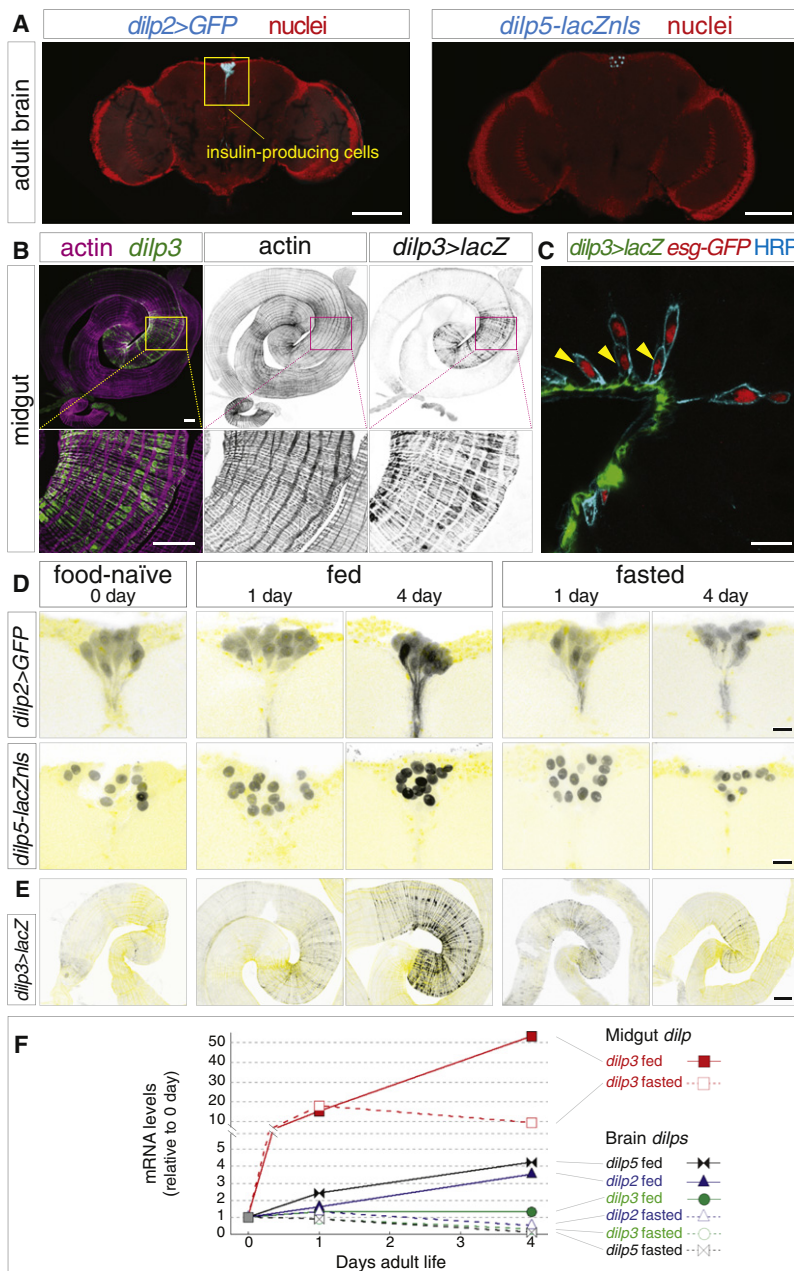 A
dilp2>GFP nuclei
dilp5-lacZnls nuclei
adult brain
insulin-producing cells
B
actin dilp3
actin
dilp3>lacZ
C
dilp3>lacZ esg-GFP HRP
midgut
D
food-naïve
0 day
fed
1 day
4 day
fasted
1 day
4 day
dilp2>GFP
dilp5-lacZnls
E
dilp3>lacZ
F
mRNA levels
(relative to 0 day)
50
40
30
20
10
5
4
3
2
1
0
0
1
2
3
4
Days adult life
Midgut dilp
dilp3 fed
dilp3 fasted
Brain dilps
dilp5 fed
dilp2 fed
dilp3 fed
dilp2 fasted
dilp3 fasted
dilp5 fasted